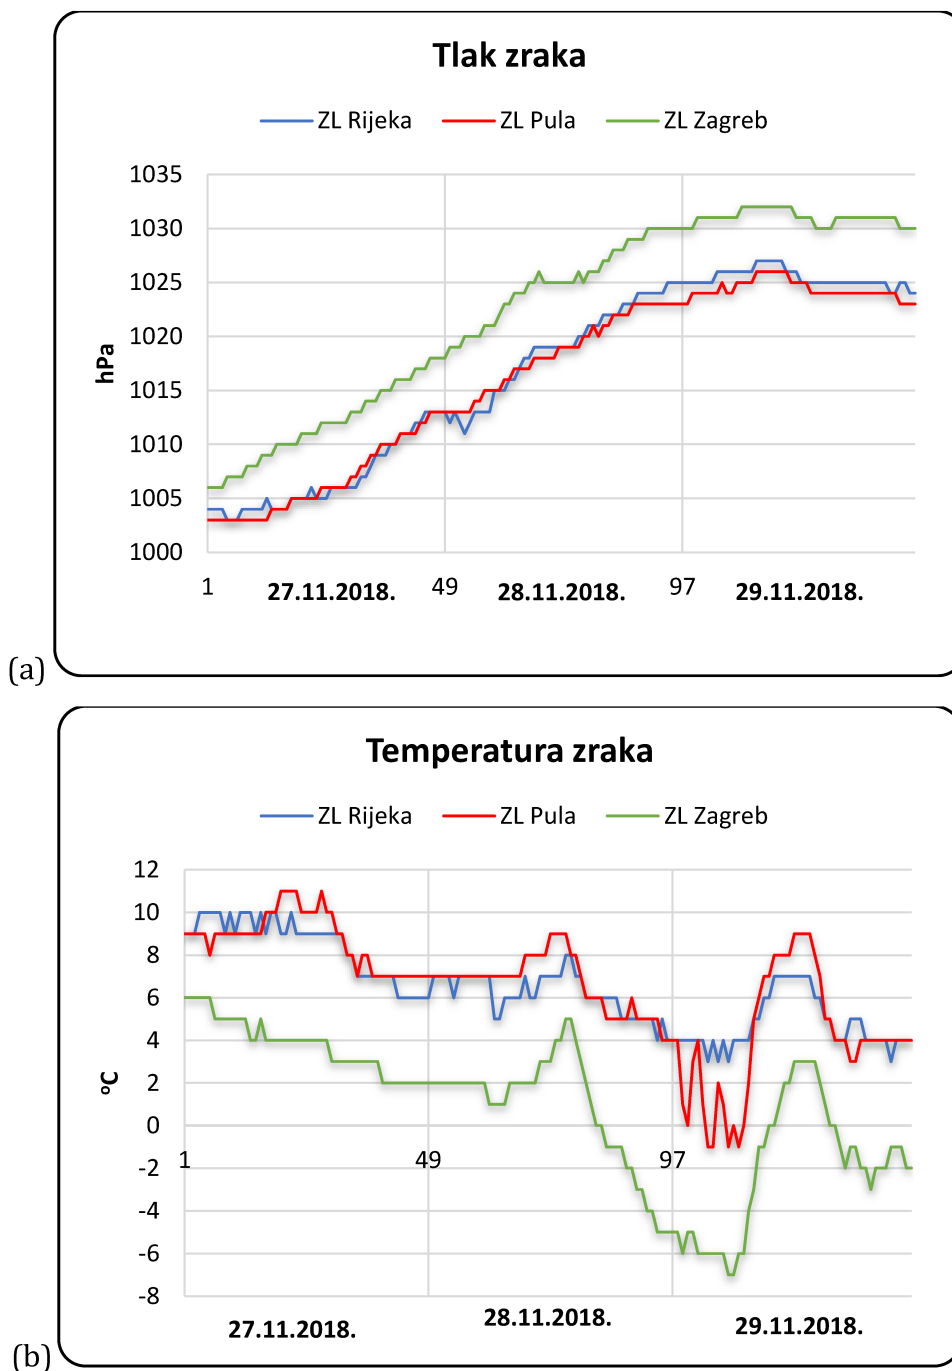 Tlak zraka
ZL Rijeka ZL Pula ZL Zagreb
1035
1030
1025
1020
1015
1010
1005
1000
hPa
1 49 97
27.11.2018. 28.11.2018. 29.11.2018.
(a)
Temperatura zraka
ZL Rijeka ZL Pula ZL Zagreb
12
10
8
6
4
2
0
-2
-4
-6
-8
ºC
1 49 97
27.11.2018. 28.11.2018. 29.11.2018.
(b)